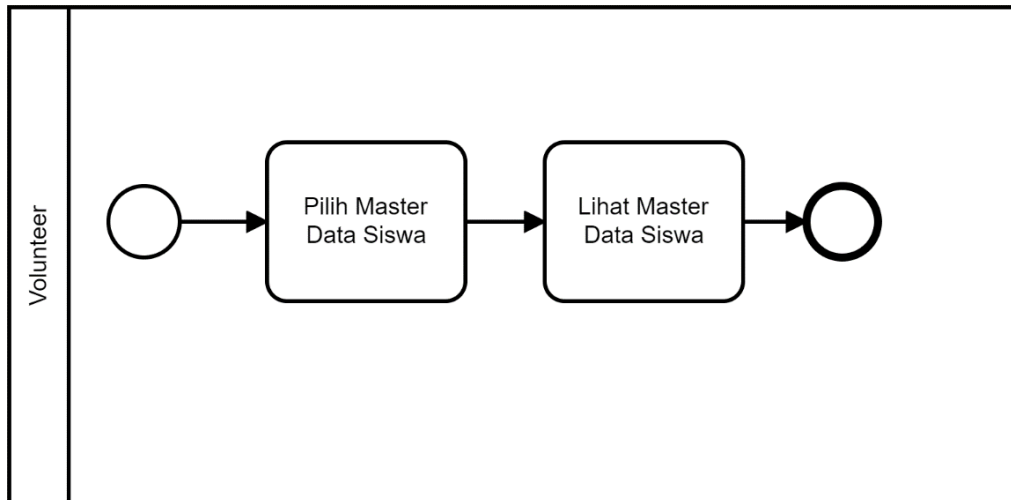 Volunteer
Pilih Master
Data Siswa
Lihat Master
Data Siswa